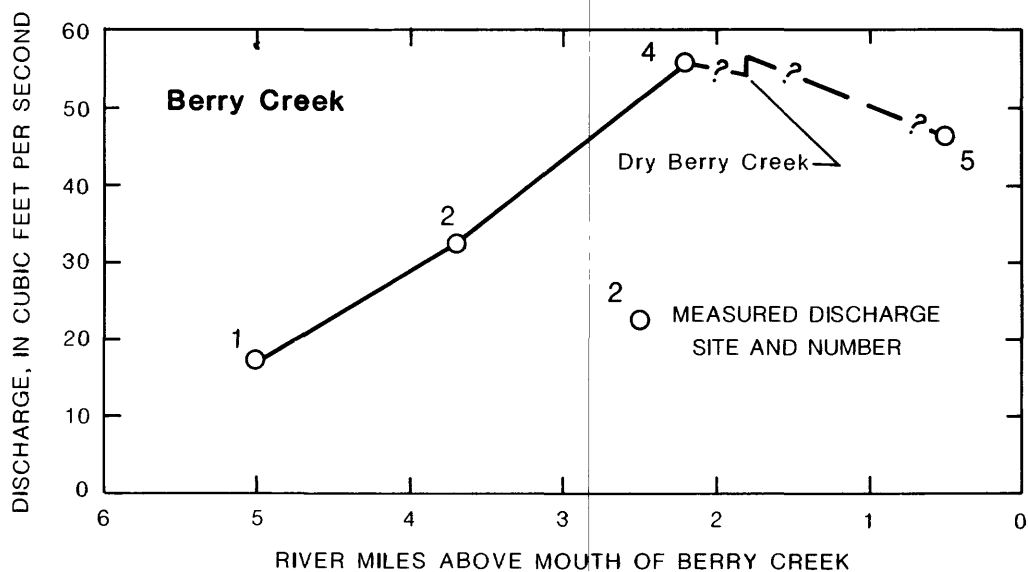 DISCHARGE, IN CUBIC FEET PER SECOND
60
50
40
30
20
10
0
Berry Creek
1
2
4
?
?
?
5
Dry Berry Creek
2
MEASURED DISCHARGE
SITE AND NUMBER
6 5 4 3 2 1 0
RIVER MILES ABOVE MOUTH OF BERRY CREEK